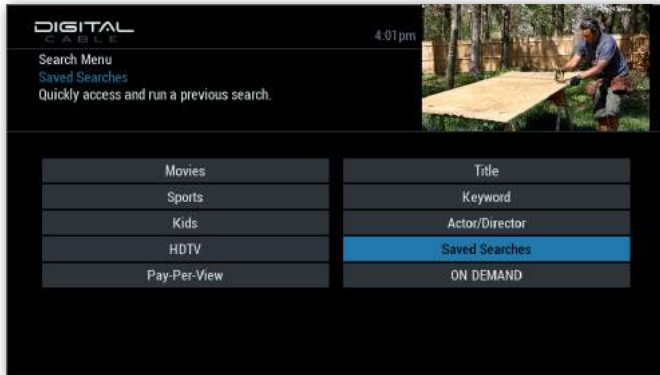 DIGITAL
CABLE
4:01pm
Search Menu
Saved Searches
Quickly access and run a previous search.
Movies
Title
Sports
Keyword
Kids
Actor/Director
HDTV
Saved Searches
Pay-Per-View
ON DEMAND